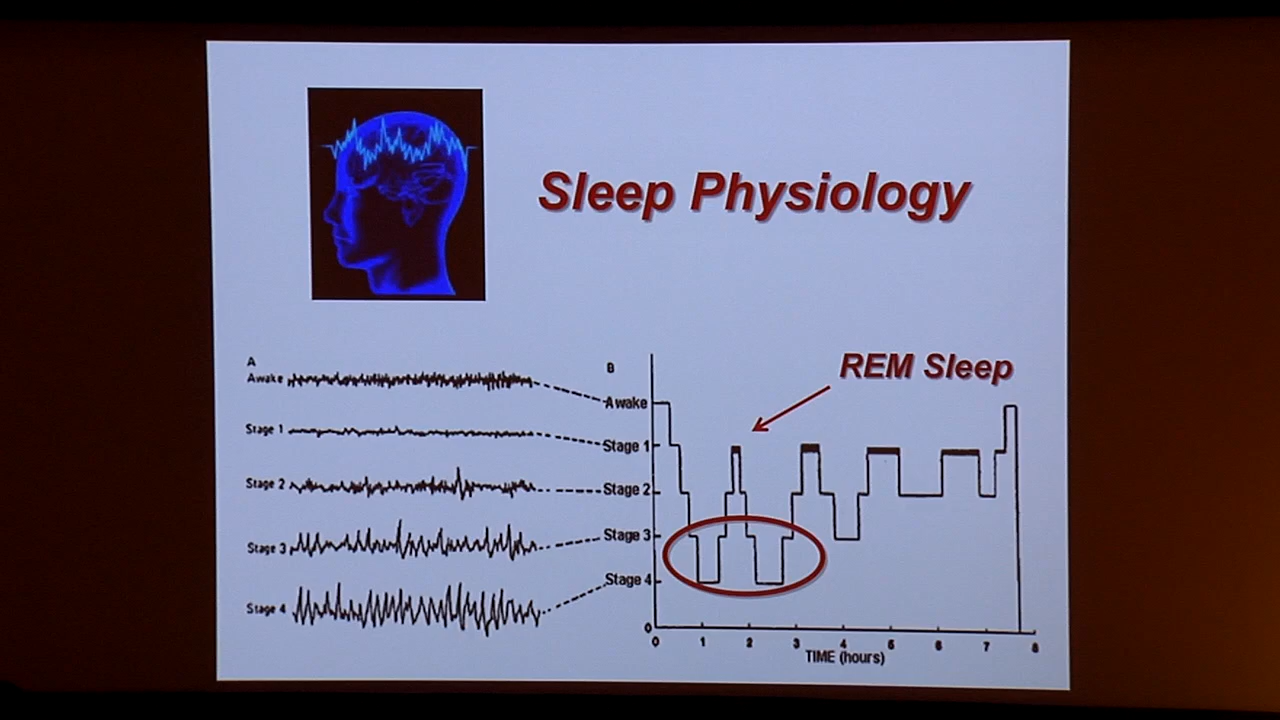 Sleep Physiology
A
Awake
Stage 1
Stage 2
Stage 3
Stage 4
B
REM Sleep
Awake
Stage 1
Stage 2
Stage 3
Stage 4
0
0 1 2 3 4 5 6 7 8
TIME (hours)